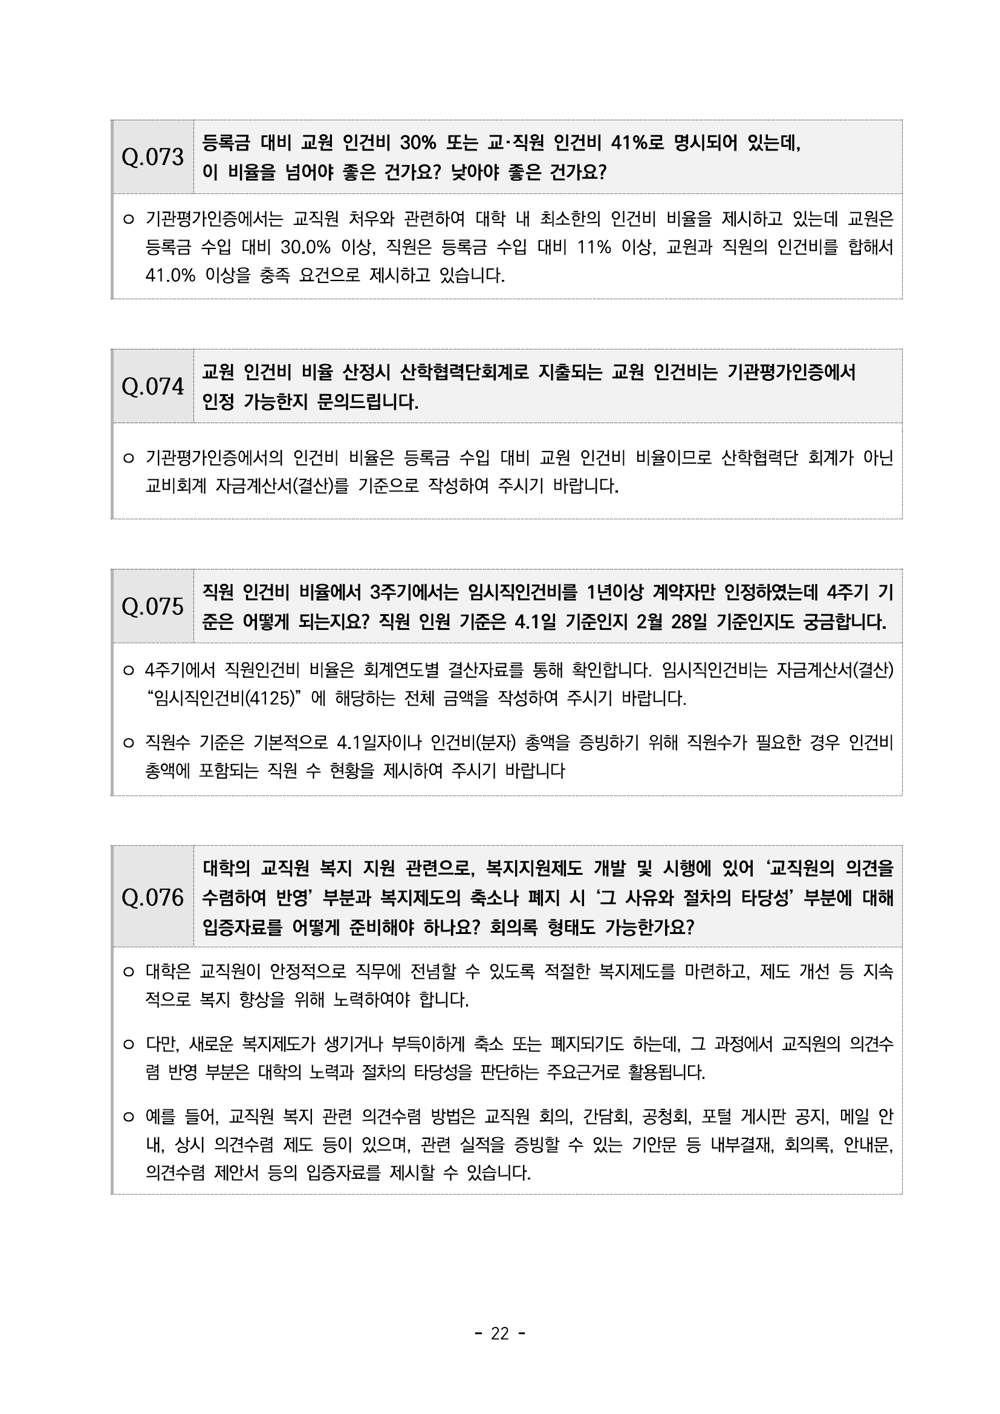 Q.073
등록금 대비 교원 인건비 30% 또는 교·직원 인건비 41%로 명시되어 있는데,
이 비율을 넘어야 좋은 건가요? 낮아야 좋은 건가요?
ㅇ 기관평가인증에서는 교직원 처우와 관련하여 대학 내 최소한의 인건비 비율을 제시하고 있는데 교원은
등록금 수입 대비 30.0% 이상, 직원은 등록금 수입 대비 11% 이상, 교원과 직원의 인건비를 합해서
41.0% 이상을 충족 요건으로 제시하고 있습니다.
Q.074
교원 인건비 비율 산정시 산학협력단회계로 지출되는 교원 인건비는 기관평가인증에서
인정 가능한지 문의드립니다.
ㅇ 기관평가인증에서의 인건비 비율은 등록금 수입 대비 교원 인건비 비율이므로 산학협력단 회계가 아닌
교비회계 자금계산서(결산)를 기준으로 작성하여 주시기 바랍니다.
Q.075
직원 인건비 비율에서 3주기에서는 임시직인건비를 1년이상 계약자만 인정하였는데 4주기 기
준은 어떻게 되는지요? 직원 인원 기준은 4.1일 기준인지 2월 28일 기준인지도 궁금합니다.
ㅇ 4주기에서 직원인건비 비율은 회계연도별 결산자료를 통해 확인합니다. 임시직인건비는 자금계산서(결산)
“임시직인건비(4125)” 에 해당하는 전체 금액을 작성하여 주시기 바랍니다.
ㅇ 직원수 기준은 기본적으로 4.1일자이나 인건비(분자) 총액을 증빙하기 위해 직원수가 필요한 경우 인건비
총액에 포함되는 직원 수 현황을 제시하여 주시기 바랍니다
Q.076
대학의 교직원 복지 지원 관련으로, 복지지원제도 개발 및 시행에 있어 ‘교직원의 의견을
수렴하여 반영’ 부분과 복지제도의 축소나 폐지 시 ‘그 사유와 절차의 타당성’ 부분에 대해
입증자료를 어떻게 준비해야 하나요? 회의록 형태도 가능한가요?
ㅇ 대학은 교직원이 안정적으로 직무에 전념할 수 있도록 적절한 복지제도를 마련하고, 제도 개선 등 지속
적으로 복지 향상을 위해 노력하여야 합니다.
ㅇ 다만, 새로운 복지제도가 생기거나 부득이하게 축소 또는 폐지되기도 하는데, 그 과정에서 교직원의 의견수
렴 반영 부분은 대학의 노력과 절차의 타당성을 판단하는 주요근거로 활용됩니다.
ㅇ 예를 들어, 교직원 복지 관련 의견수렴 방법은 교직원 회의, 간담회, 공청회, 포털 게시판 공지, 메일 안
내, 상시 의견수렴 제도 등이 있으며, 관련 실적을 증빙할 수 있는 기안문 등 내부결재, 회의록, 안내문,
의견수렴 제안서 등의 입증자료를 제시할 수 있습니다.
- 22 -